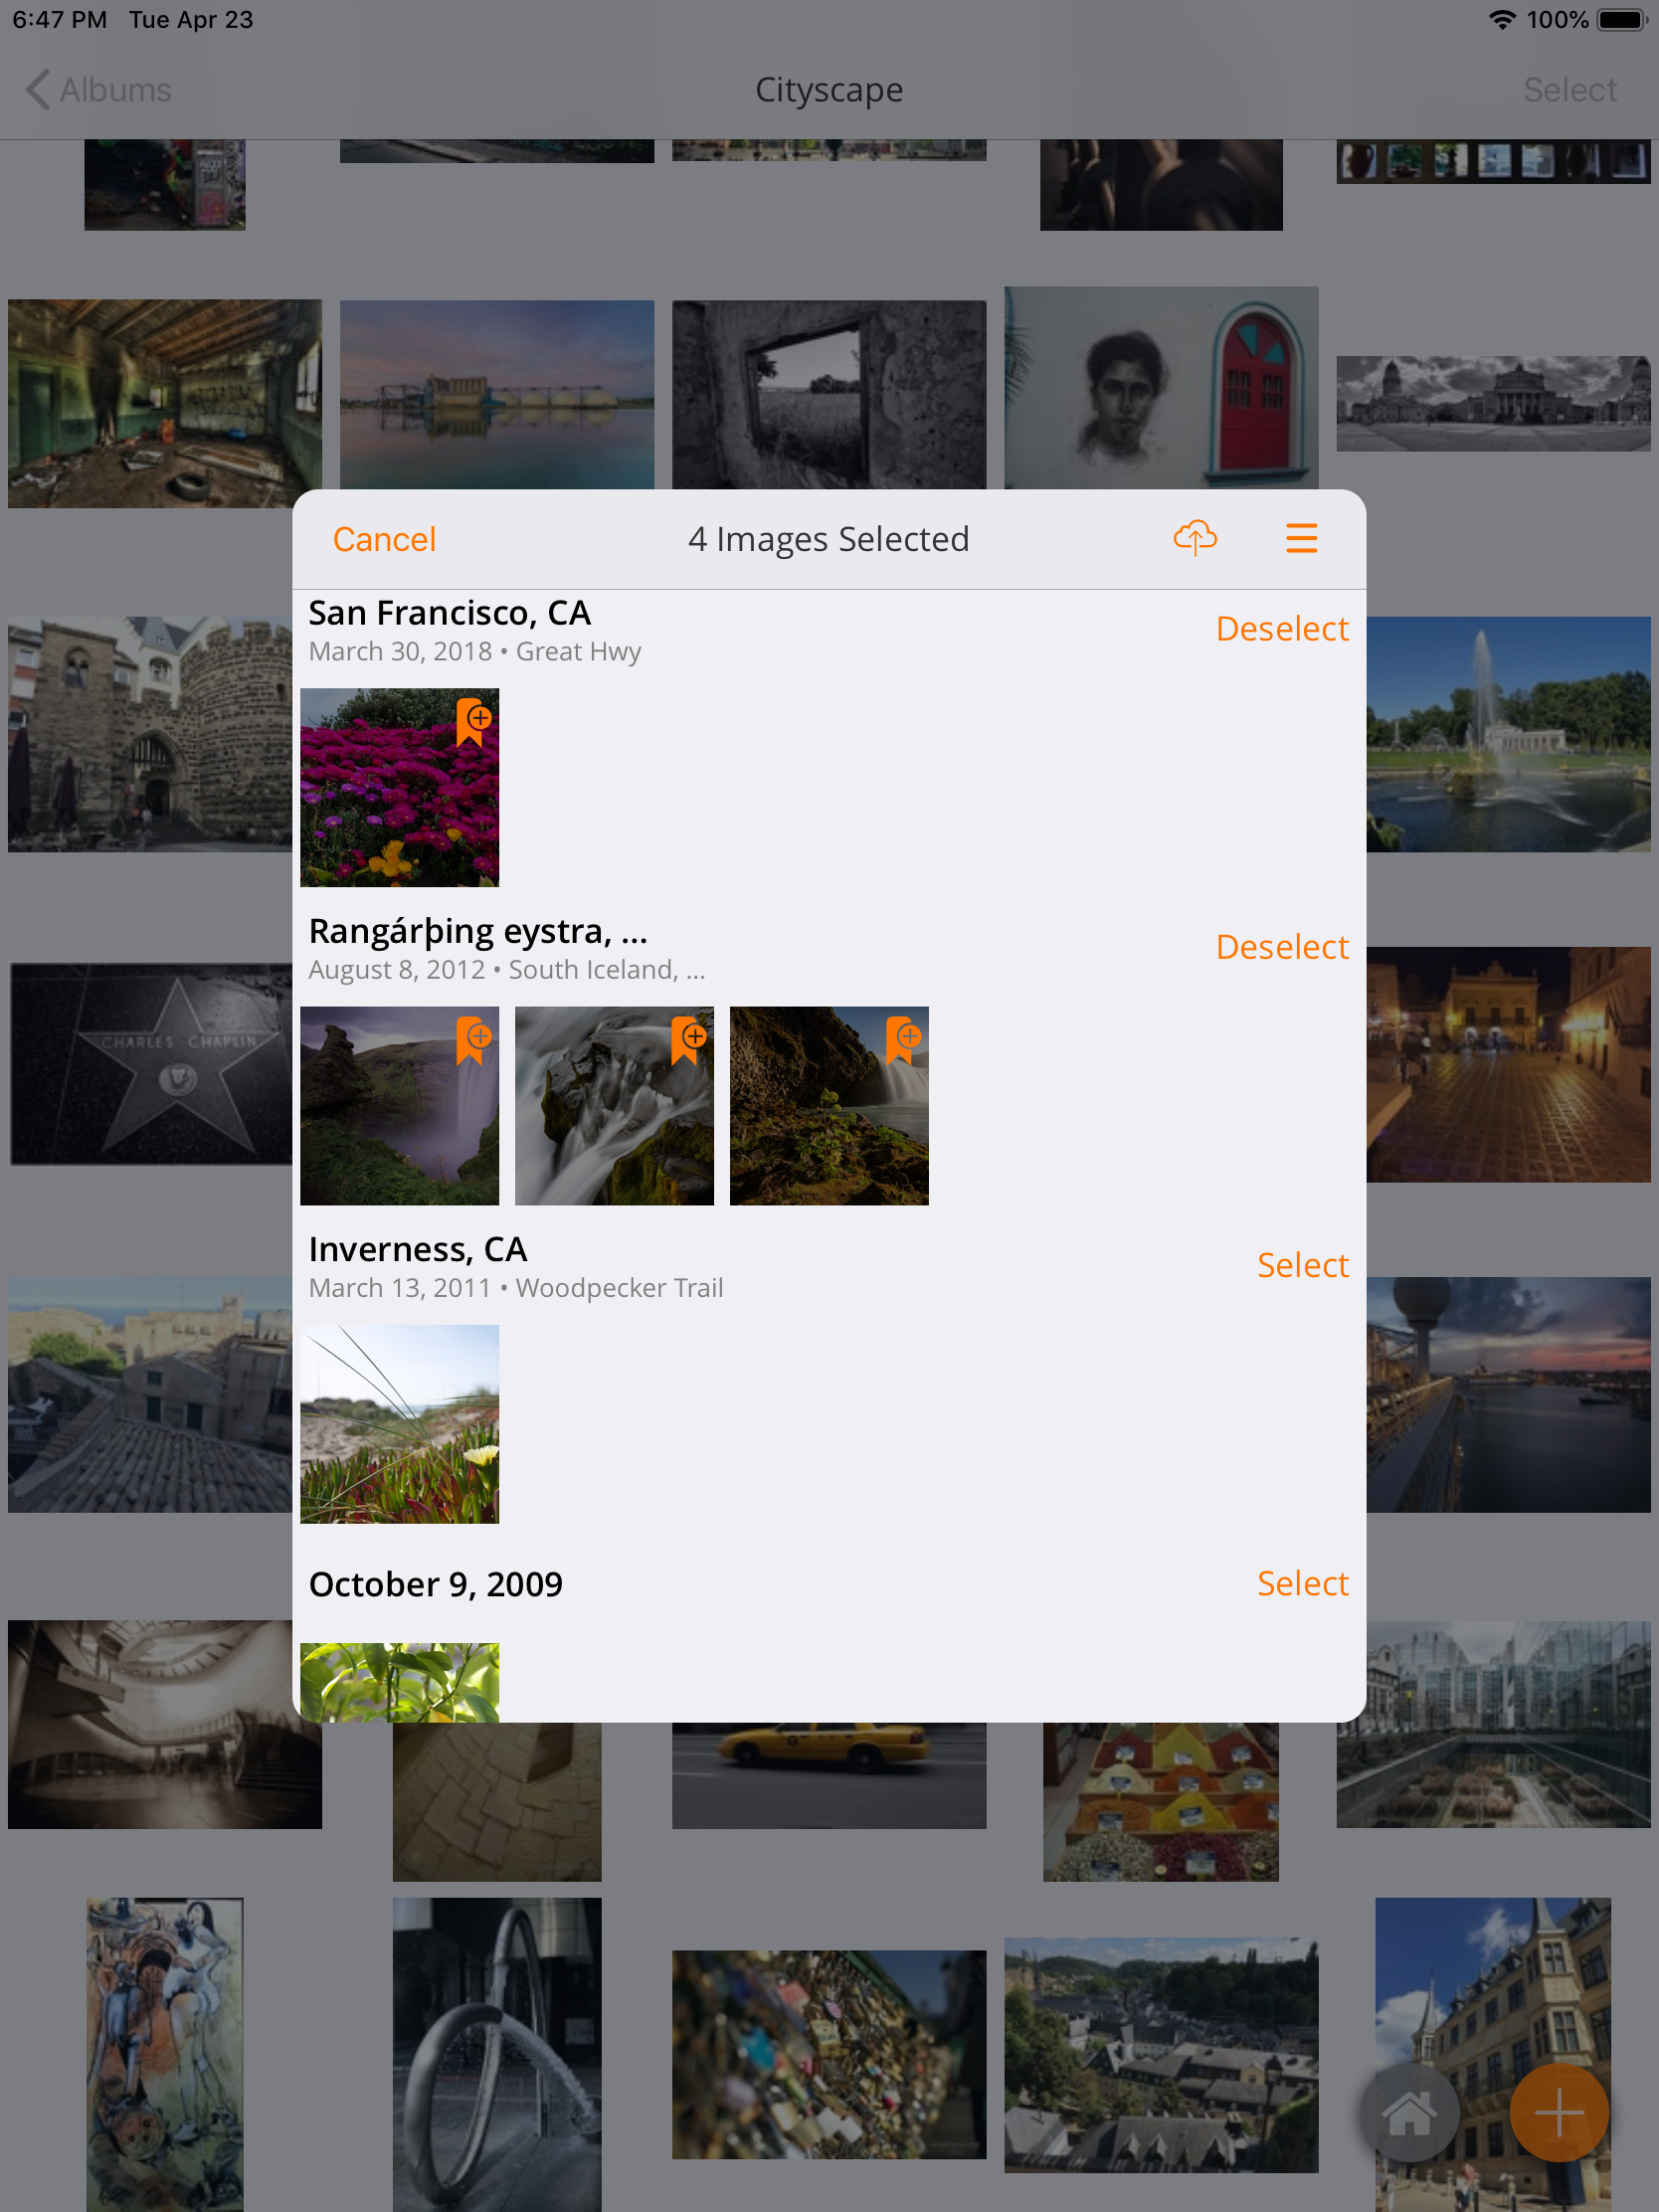 6:47 PM Tue Apr 23
100%
Albums
Cityscape
Select
Cancel
4 Images Selected
San Francisco, CA
March 30, 2018 • Great Hwy
Deselect
Rangárþing eystra, ...
August 8, 2012 • South Iceland, ...
Deselect
CHARLES CHAPLIN
Inverness, CA
March 13, 2011 • Woodpecker Trail
Select
October 9, 2009
Select